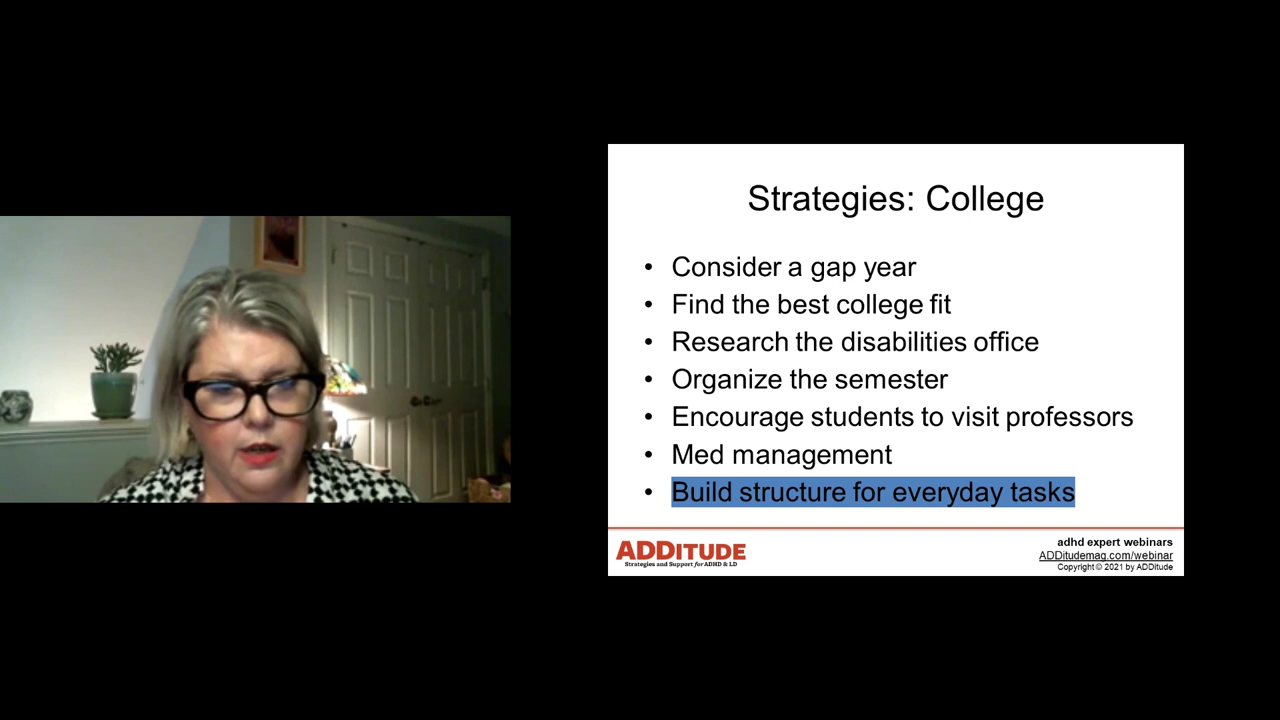 Strategies: College
• Consider a gap year
• Find the best college fit
• Research the disabilities office
• Organize the semester
• Encourage students to visit professors
• Med management
• Build structure for everyday tasks
ADDITUDE
Strategies and Support for ADHD & LD
adhd expert webinars
ADDitudemag.com/webinar
Copyright © 2021 by ADDitude